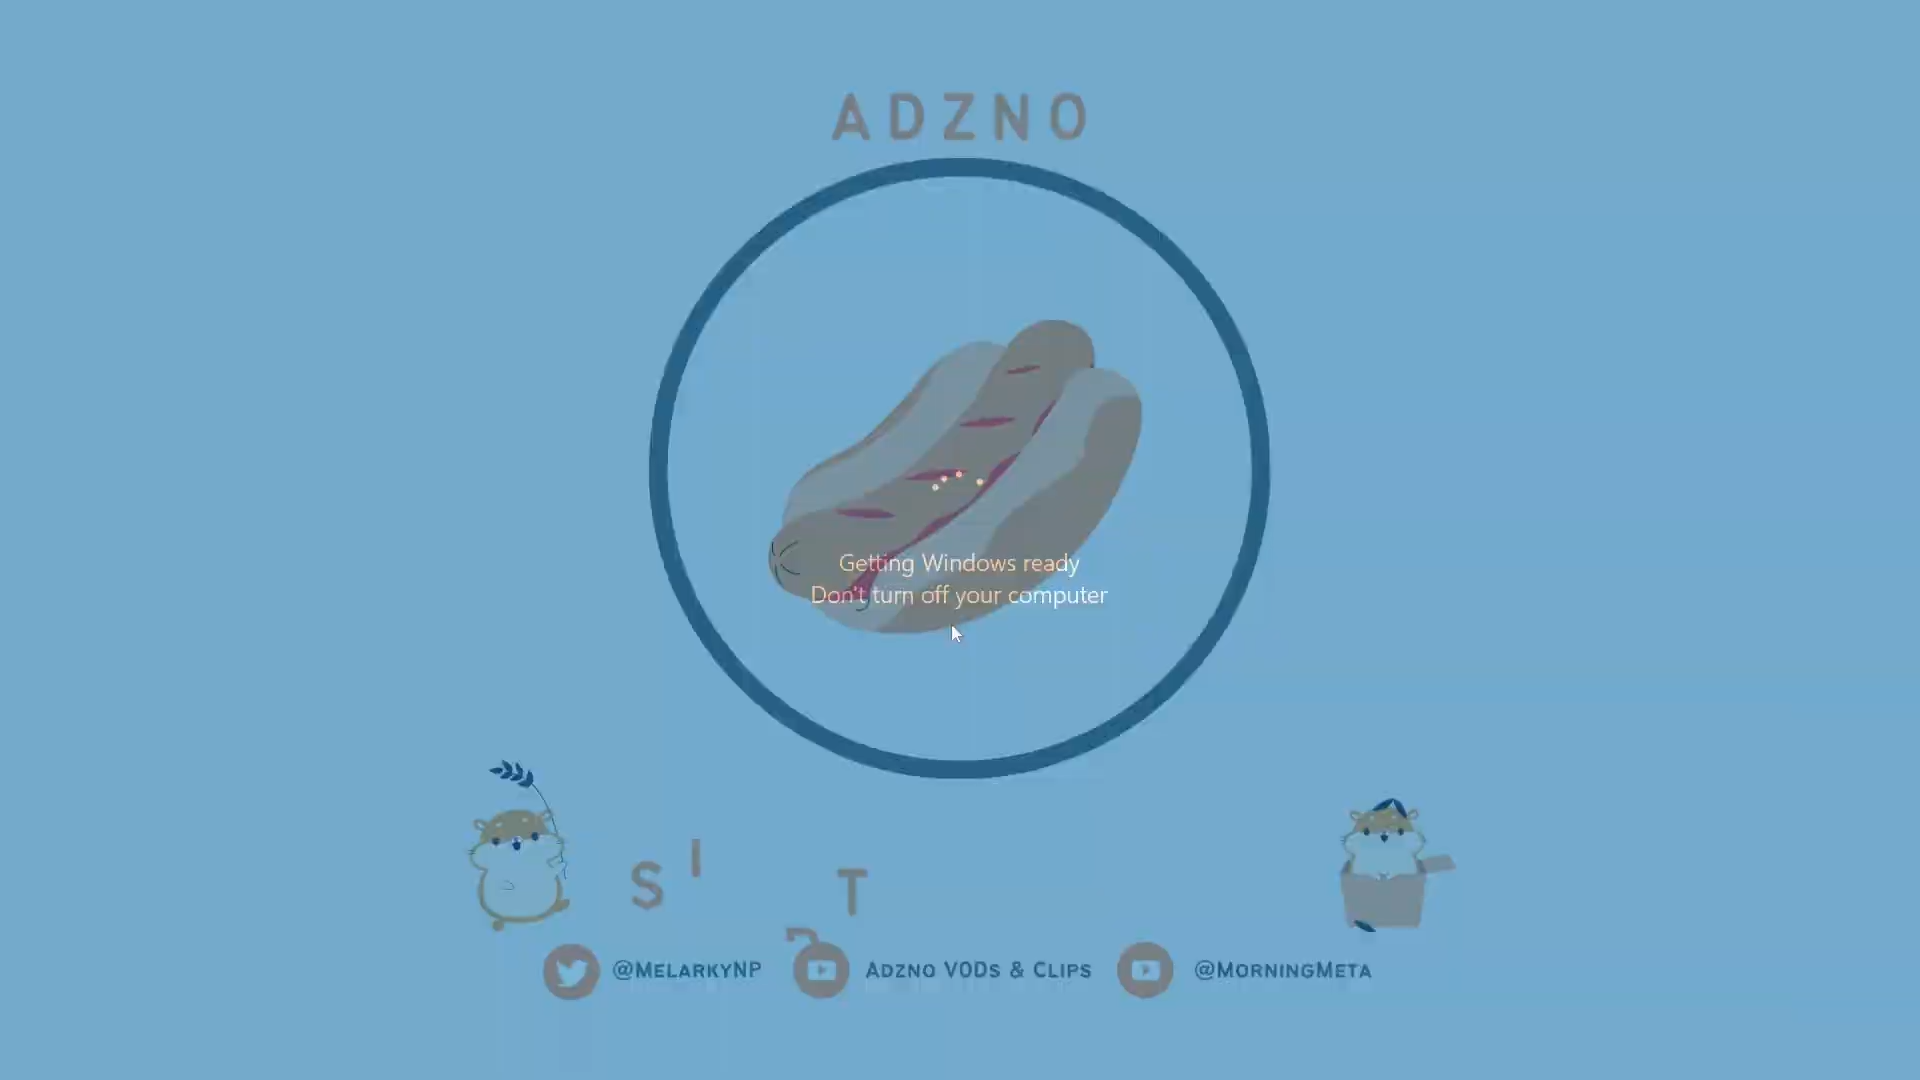 ADZNO
Getting Windows ready
Don't turn off your computer
S I T
@MELARKYNP
ADZNO VODS & CLIPS
@MORNINGMETA